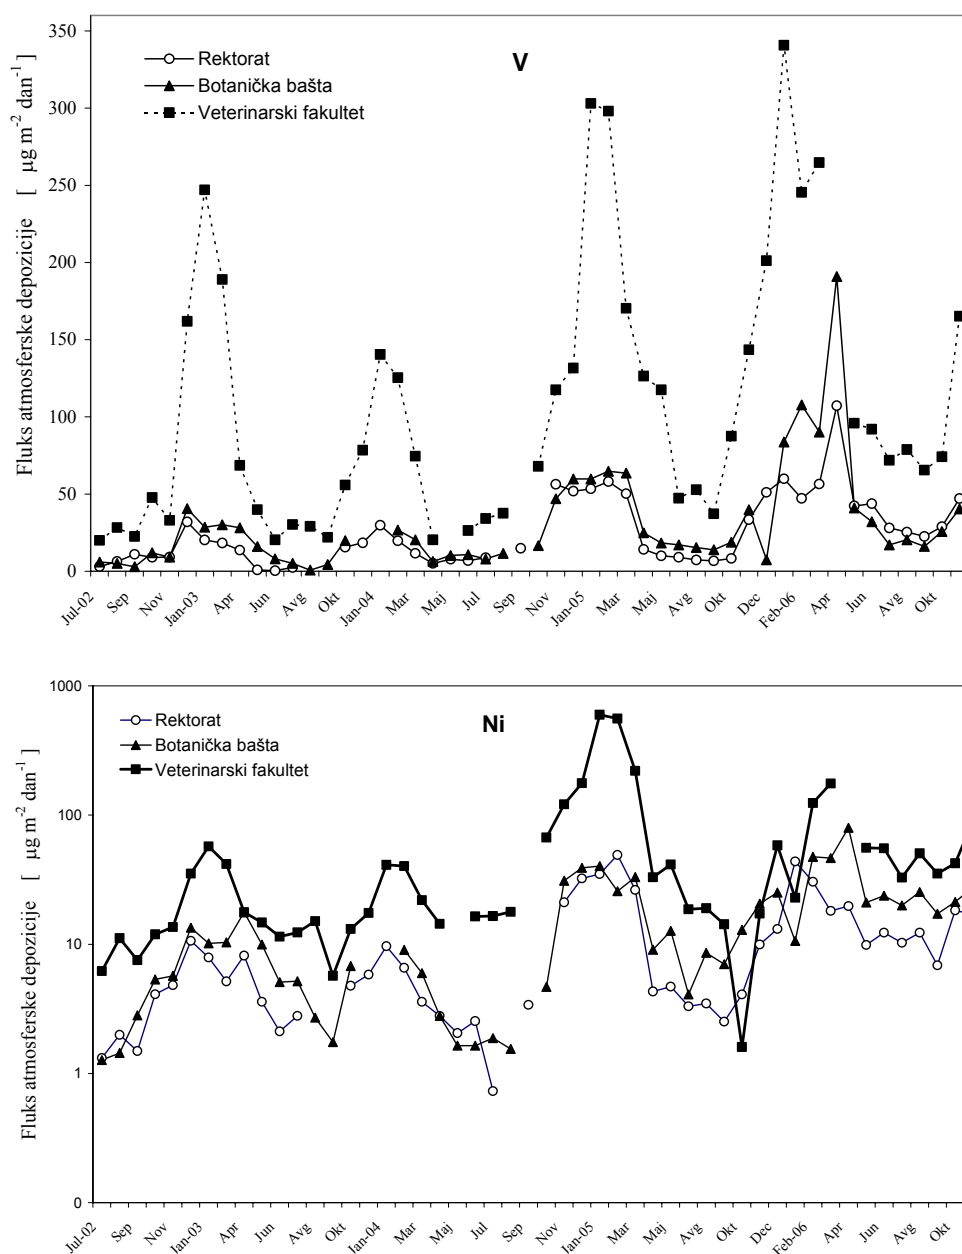 Fluks atmosferske depozicije [ µg m⁻² dan⁻¹ ]
350
300
250
200
150
100
50
0
Rektorat
Botanička bašta
Veterinarski fakultet
V
Jul-02
Sep
Nov
Jan-03
Apr
Jun
Avg
Okt
Jan-04
Mar
Maj
Jul
Sep
Nov
Jan-05
Mar
Maj
Avg
Okt
Dec
Feb-06
Apr
Jun
Avg
Okt
Fluks atmosferske depozicije [ µg m⁻² dan⁻¹ ]
1000
100
10
1
0
Rektorat
Botanička bašta
Veterinarski fakultet
Ni
Jul-02
Sep
Nov
Jan-03
Apr
Jun
Avg
Okt
Jan-04
Mar
Maj
Jul
Sep
Nov
Jan-05
Mar
Maj
Avg
Okt
Dec
Feb-06
Apr
Jun
Avg
Okt